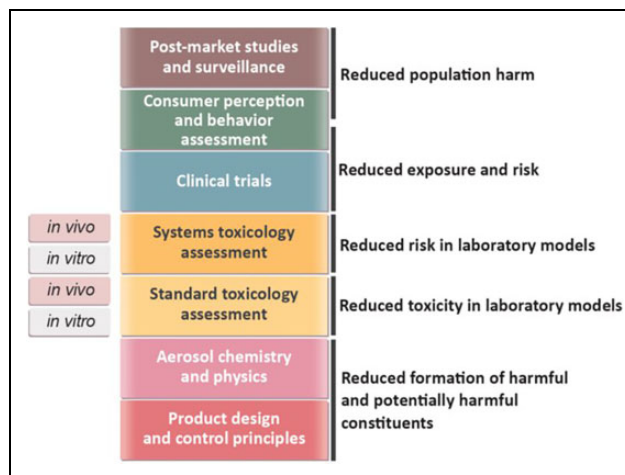 Post-market studies
and surveillance
Reduced population harm
Consumer perception
and behavior
assessment
Clinical trials
Reduced exposure and risk
in vivo
in vitro
Systems toxicology
assessment
Reduced risk in laboratory models
in vivo
in vitro
Standard toxicology
assessment
Reduced toxicity in laboratory models
Aerosol chemistry
and physics
Product design
and control principles
Reduced formation of harmful
and potentially harmful
constituents